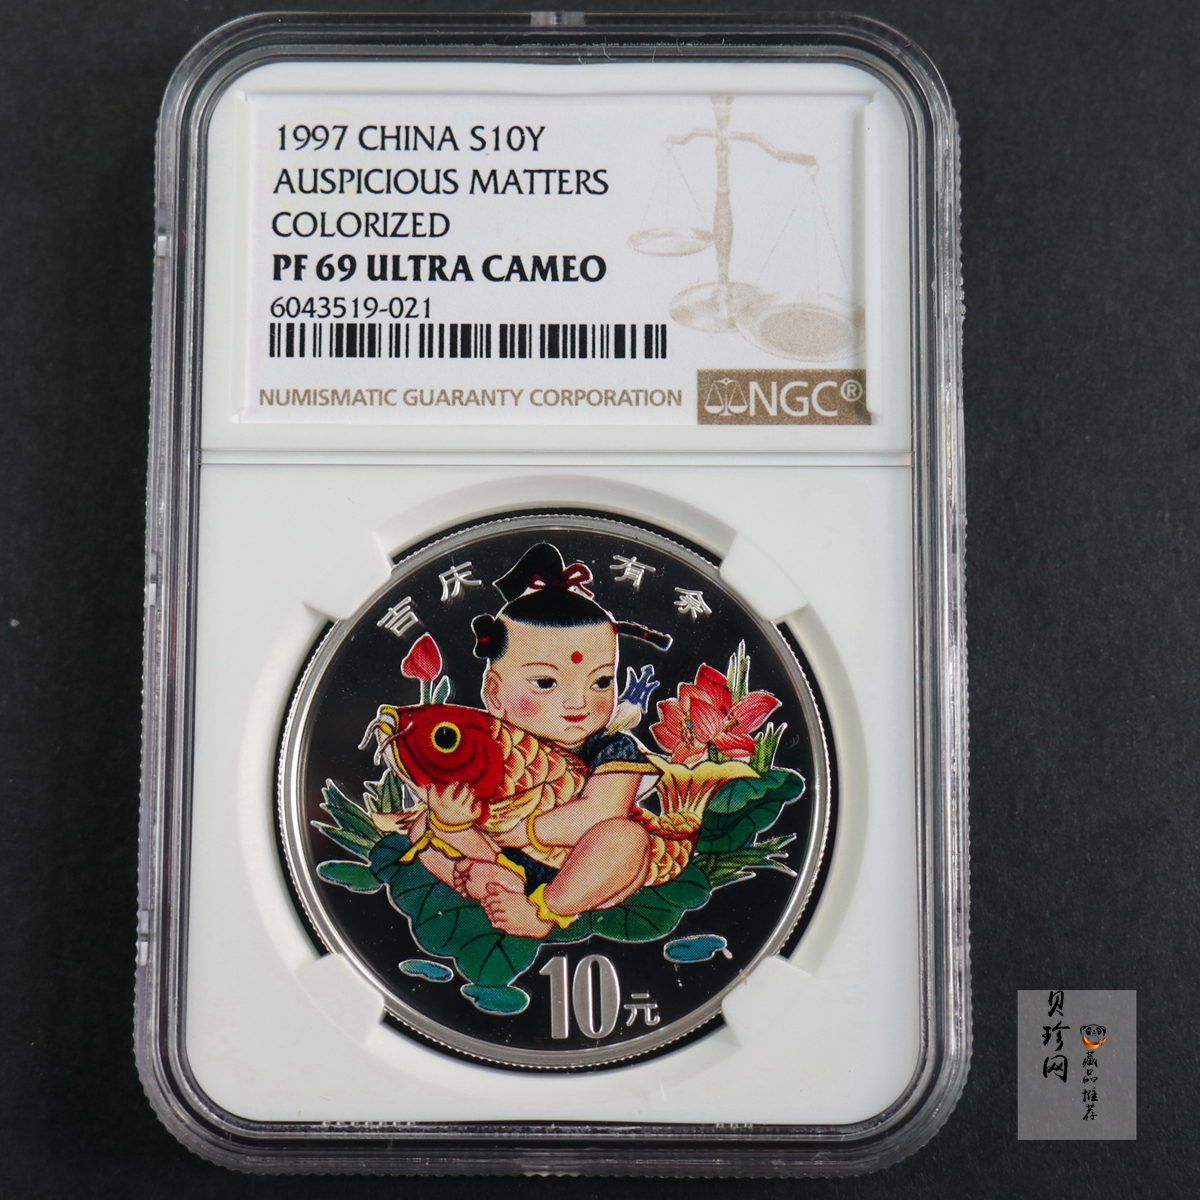 1997 CHINA S10Y
AUSPICIOUS MATTERS
COLORIZED
PF 69 ULTRA CAMEO
6043519-021
NUMISMATIC GUARANTY CORPORATION
NGC®
吉庆有余
10元
贝珍网
藏品推荐